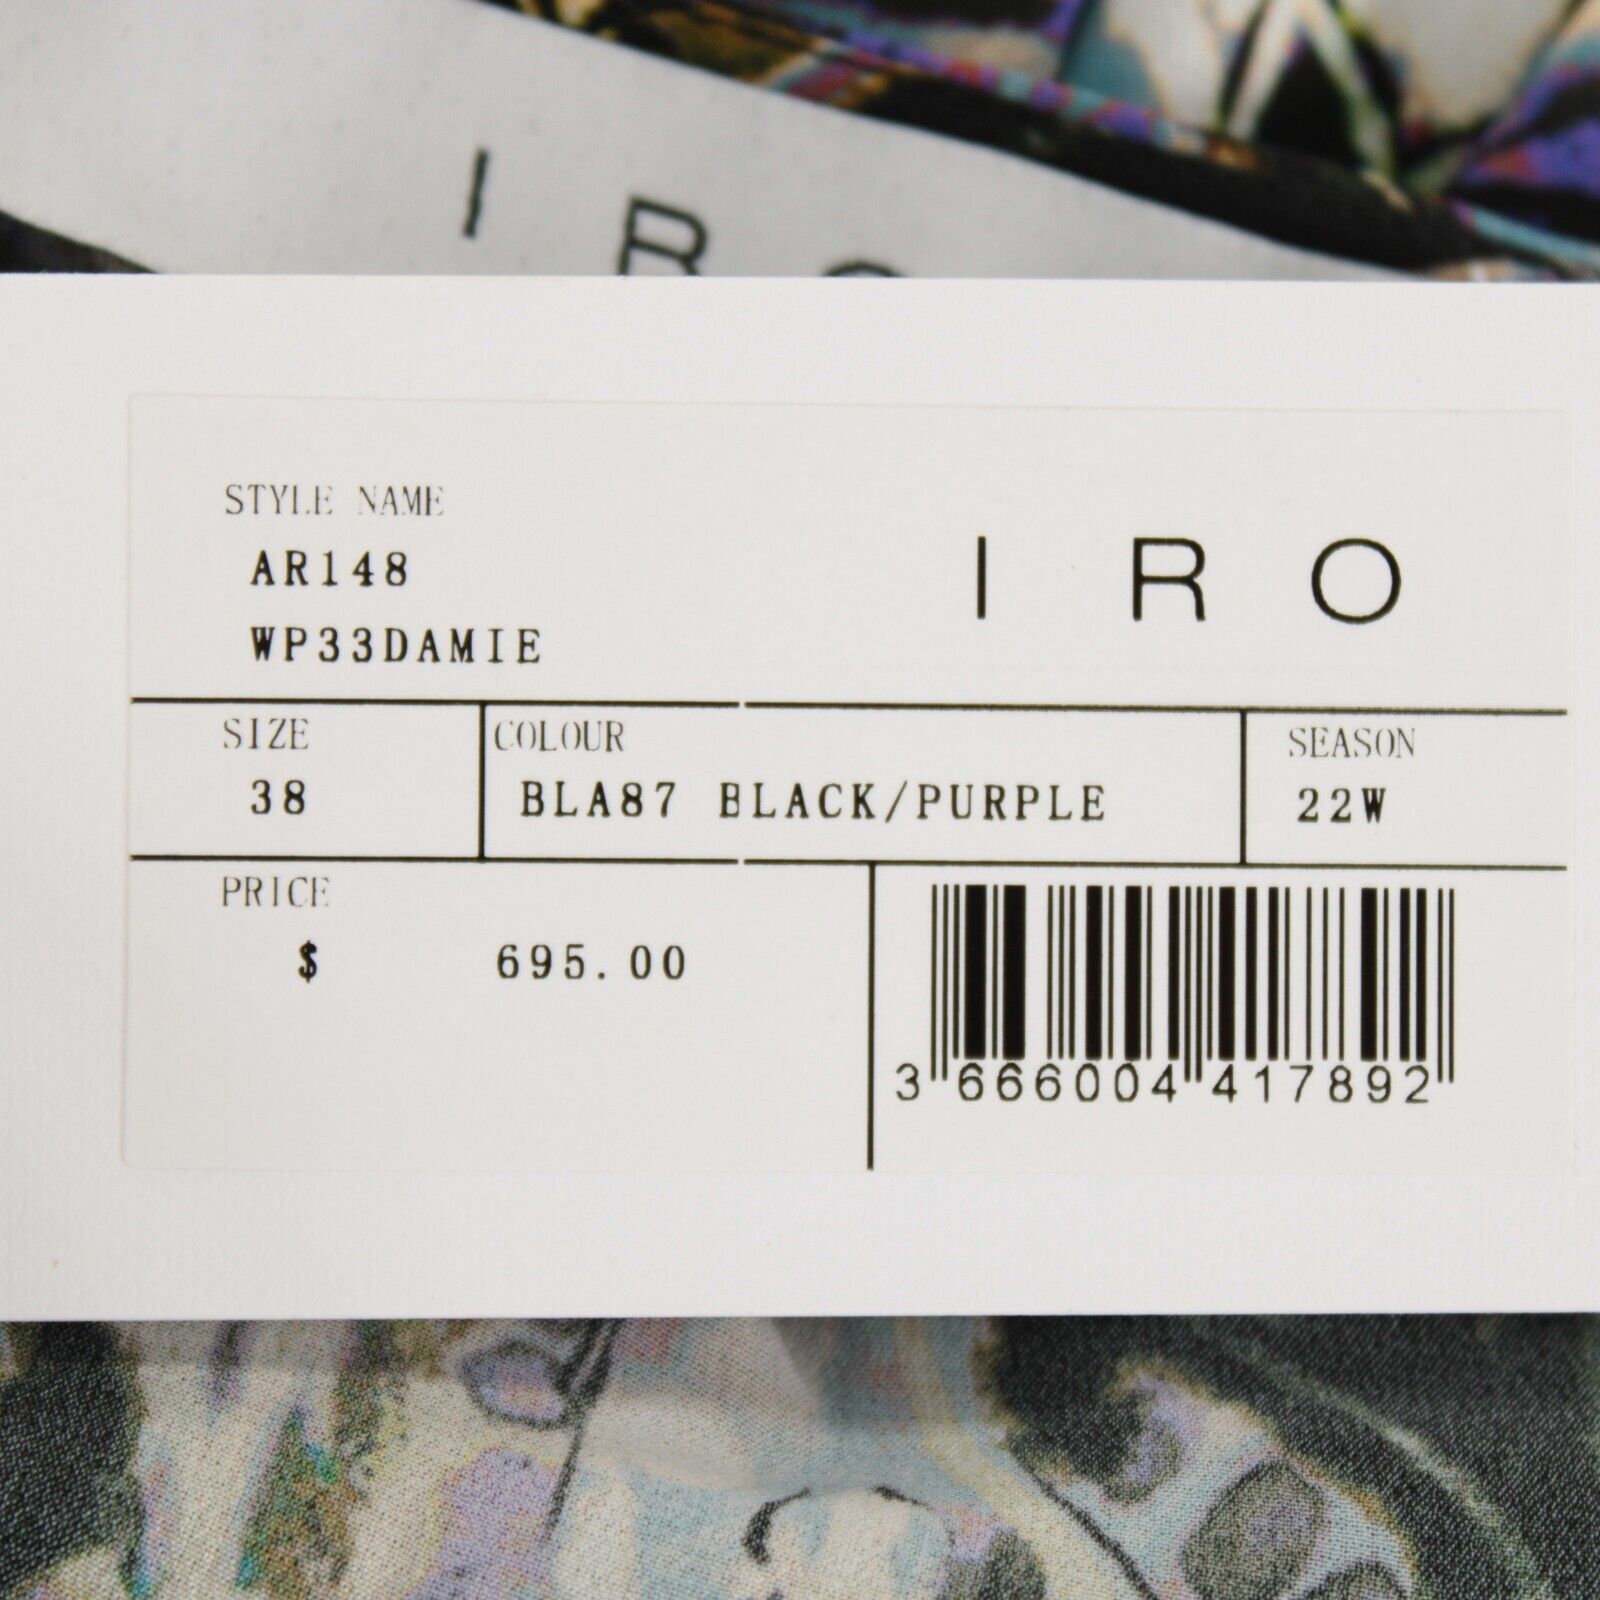 I R O
STYLE NAME
AR148
WP33DAMIE
I R O
SIZE
COLOUR
SEASON
38
BLA87 BLACK/PURPLE
22W
PRICE
$ 695.00
3 666004 417892